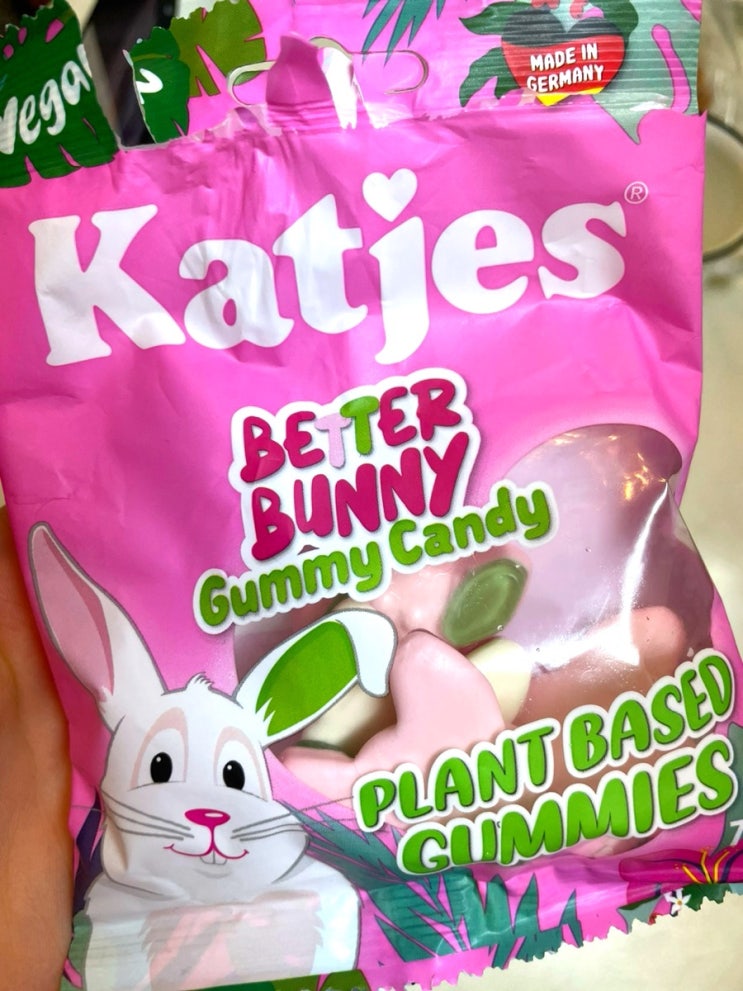 Vegan
MADE IN
GERMANY
Katjes®
BETTER
BUNNY
Gummy Candy
PLANT BASED
GUMMIES